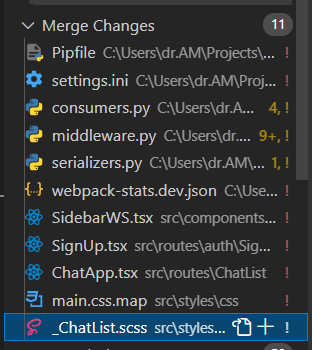 Merge Changes 11
Pipfile C:\Users\dr.AM\Projects\... !
settings.ini C:\Users\dr.AM\Proj... !
consumers.py C:\Users\dr.A... 4, !
middleware.py C:\Users\dr.... 9+, !
serializers.py C:\Users\dr.AM\... 1, !
webpack-stats.dev.json C:\Use... !
SidebarWS.tsx src\components... !
SignUp.tsx src\routes\auth\Sig... !
ChatApp.tsx src\routes\ChatList !
main.css.map src\styles\css !
_ChatList.scss src\styles... !